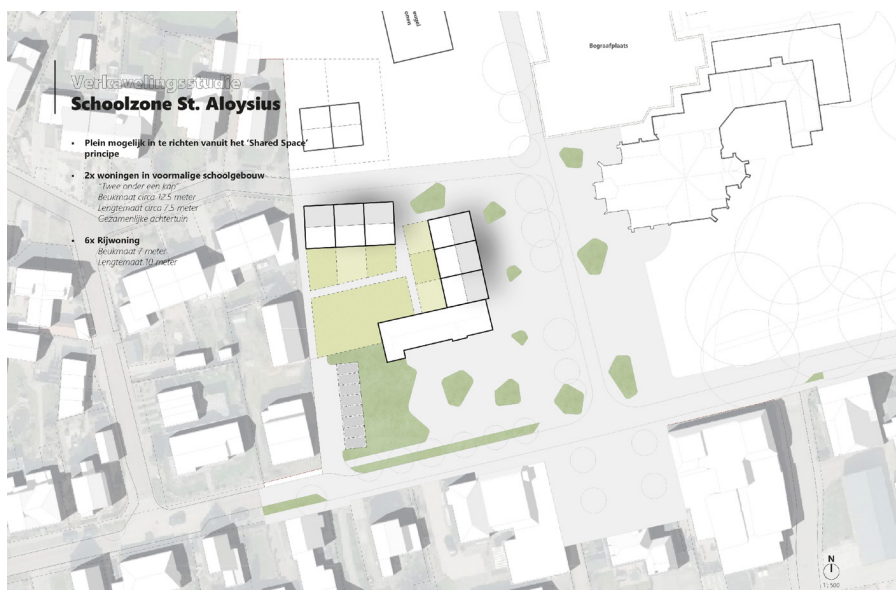 Begraafplaats
Verkavelingsstudie
Schoolzone St. Aloysius
• Plein mogelijk in te richten vanuit het 'Shared Space'
principe
• 2x woningen in voormalige schoolgebouw
"Twee onder een kap"
Beukmaat circa 12.5 meter
Lengtemaat circa 7,5 meter
Gezamenlijke achtertuin
• 6x Rijwoning
Beukmaat 7 meter
Lengtemaat 10 meter
N
1:500